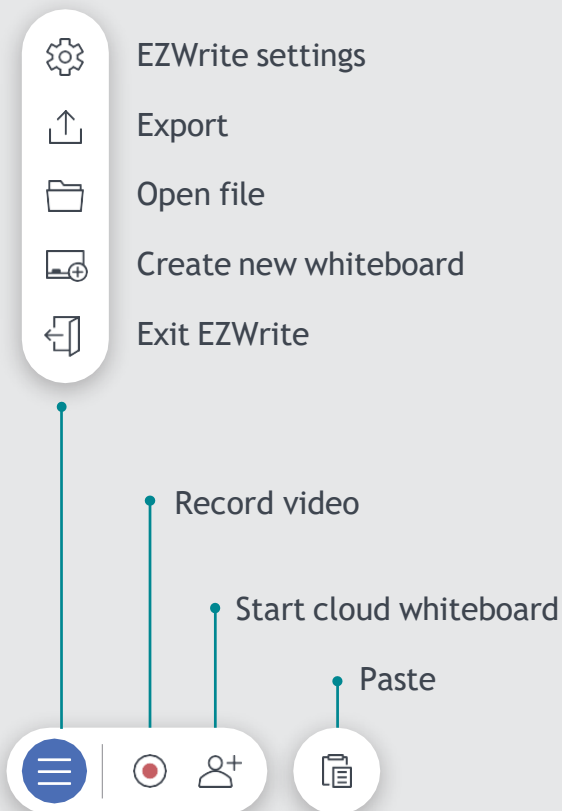 EZWrite settings
Export
Open file
Create new whiteboard
Exit EZWrite
Record video
Start cloud whiteboard
Paste